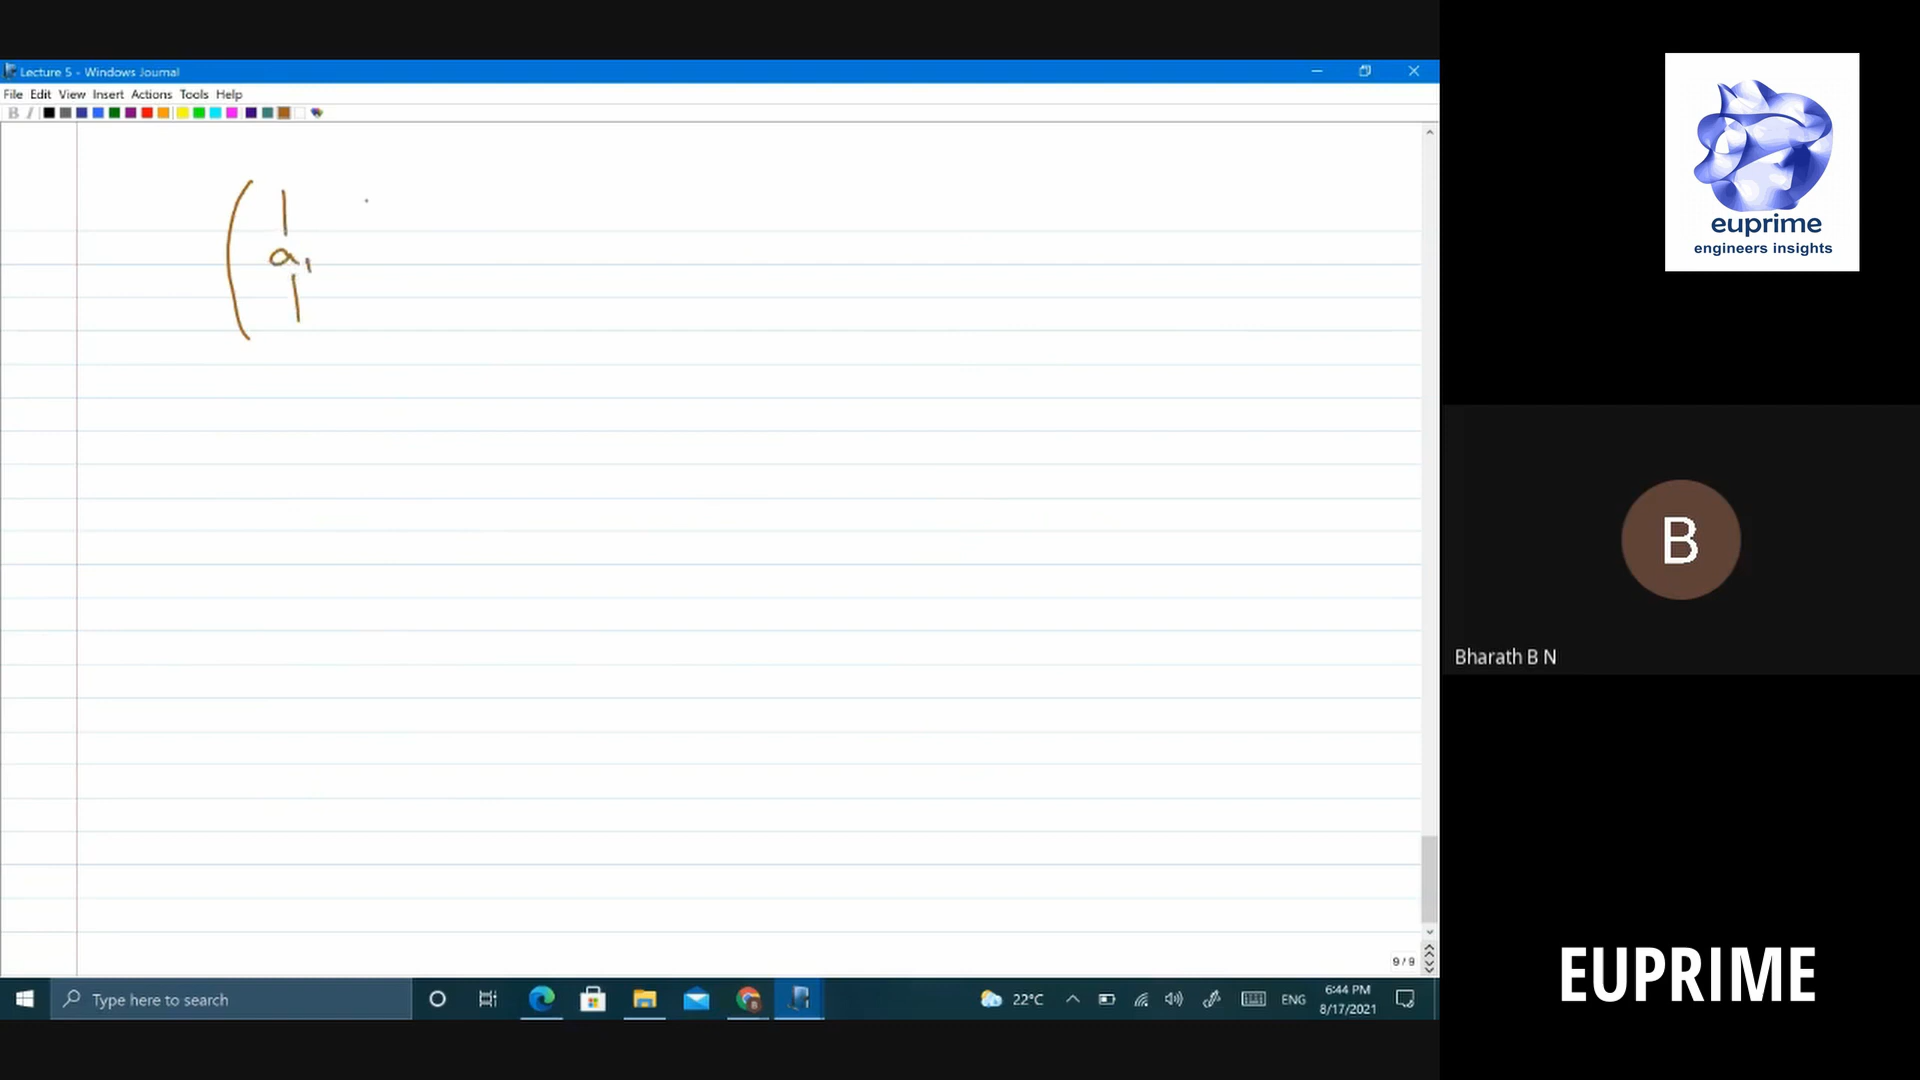 Lecture 5 - Windows Journal
File Edit View Insert Actions Tools Help
B I
( | a₁ |
9 / 9
Type here to search
22°C
ENG
6:44 PM
8/17/2021
euprime
engineers insights
B
Bharath B N
EUPRIME